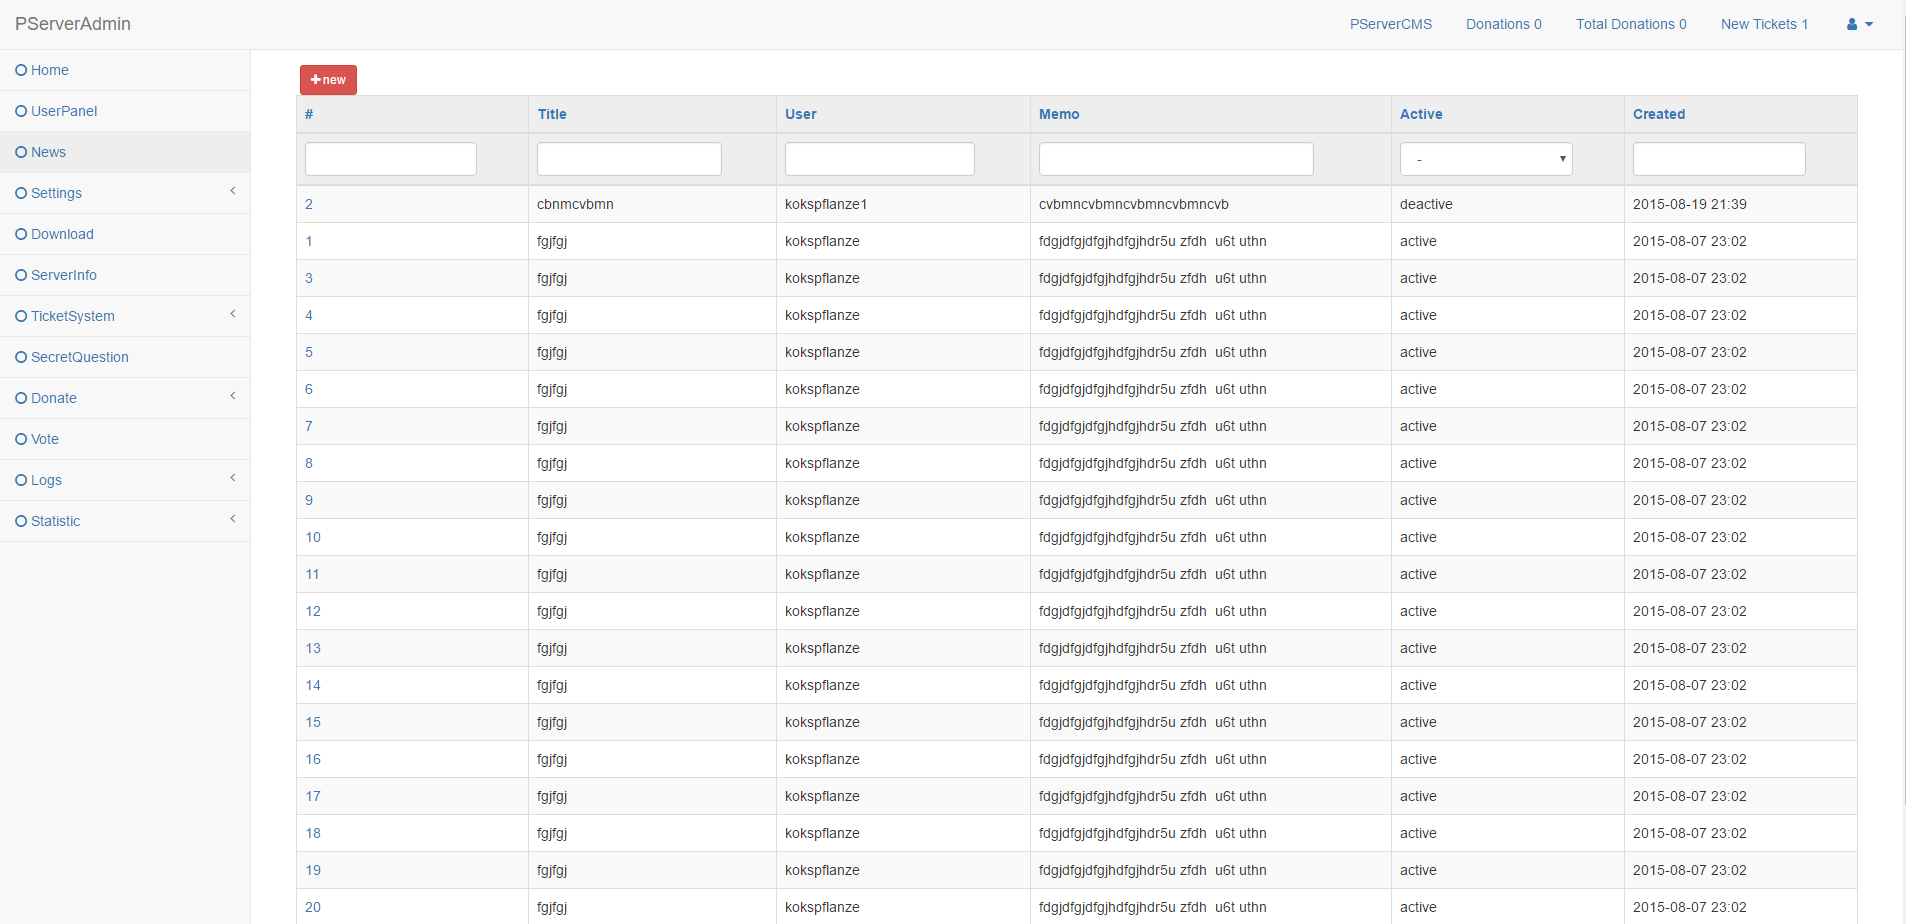 PServerAdmin PServerCMS Donations 0 Total Donations 0 New Tickets 1
Home
UserPanel
News
Settings
Download
ServerInfo
TicketSystem
SecretQuestion
Donate
Vote
Logs
Statistic
new
# Title User Memo Active Created
-
2 cbnmcvbmn kokspflanze1 cvbmncvbmncvbmncvbmncvb deactive 2015-08-19 21:39
1 fgjfgj kokspflanze fdgjdfgjdfgjhdfgjhdr5u zfdh u6t uthn active 2015-08-07 23:02
3 fgjfgj kokspflanze fdgjdfgjdfgjhdfgjhdr5u zfdh u6t uthn active 2015-08-07 23:02
4 fgjfgj kokspflanze fdgjdfgjdfgjhdfgjhdr5u zfdh u6t uthn active 2015-08-07 23:02
5 fgjfgj kokspflanze fdgjdfgjdfgjhdfgjhdr5u zfdh u6t uthn active 2015-08-07 23:02
6 fgjfgj kokspflanze fdgjdfgjdfgjhdfgjhdr5u zfdh u6t uthn active 2015-08-07 23:02
7 fgjfgj kokspflanze fdgjdfgjdfgjhdfgjhdr5u zfdh u6t uthn active 2015-08-07 23:02
8 fgjfgj kokspflanze fdgjdfgjdfgjhdfgjhdr5u zfdh u6t uthn active 2015-08-07 23:02
9 fgjfgj kokspflanze fdgjdfgjdfgjhdfgjhdr5u zfdh u6t uthn active 2015-08-07 23:02
10 fgjfgj kokspflanze fdgjdfgjdfgjhdfgjhdr5u zfdh u6t uthn active 2015-08-07 23:02
11 fgjfgj kokspflanze fdgjdfgjdfgjhdfgjhdr5u zfdh u6t uthn active 2015-08-07 23:02
12 fgjfgj kokspflanze fdgjdfgjdfgjhdfgjhdr5u zfdh u6t uthn active 2015-08-07 23:02
13 fgjfgj kokspflanze fdgjdfgjdfgjhdfgjhdr5u zfdh u6t uthn active 2015-08-07 23:02
14 fgjfgj kokspflanze fdgjdfgjdfgjhdfgjhdr5u zfdh u6t uthn active 2015-08-07 23:02
15 fgjfgj kokspflanze fdgjdfgjdfgjhdfgjhdr5u zfdh u6t uthn active 2015-08-07 23:02
16 fgjfgj kokspflanze fdgjdfgjdfgjhdfgjhdr5u zfdh u6t uthn active 2015-08-07 23:02
17 fgjfgj kokspflanze fdgjdfgjdfgjhdfgjhdr5u zfdh u6t uthn active 2015-08-07 23:02
18 fgjfgj kokspflanze fdgjdfgjdfgjhdfgjhdr5u zfdh u6t uthn active 2015-08-07 23:02
19 fgjfgj kokspflanze fdgjdfgjdfgjhdfgjhdr5u zfdh u6t uthn active 2015-08-07 23:02
20 fgjfgj kokspflanze fdgjdfgjdfgjhdfgjhdr5u zfdh u6t uthn active 2015-08-07 23:02